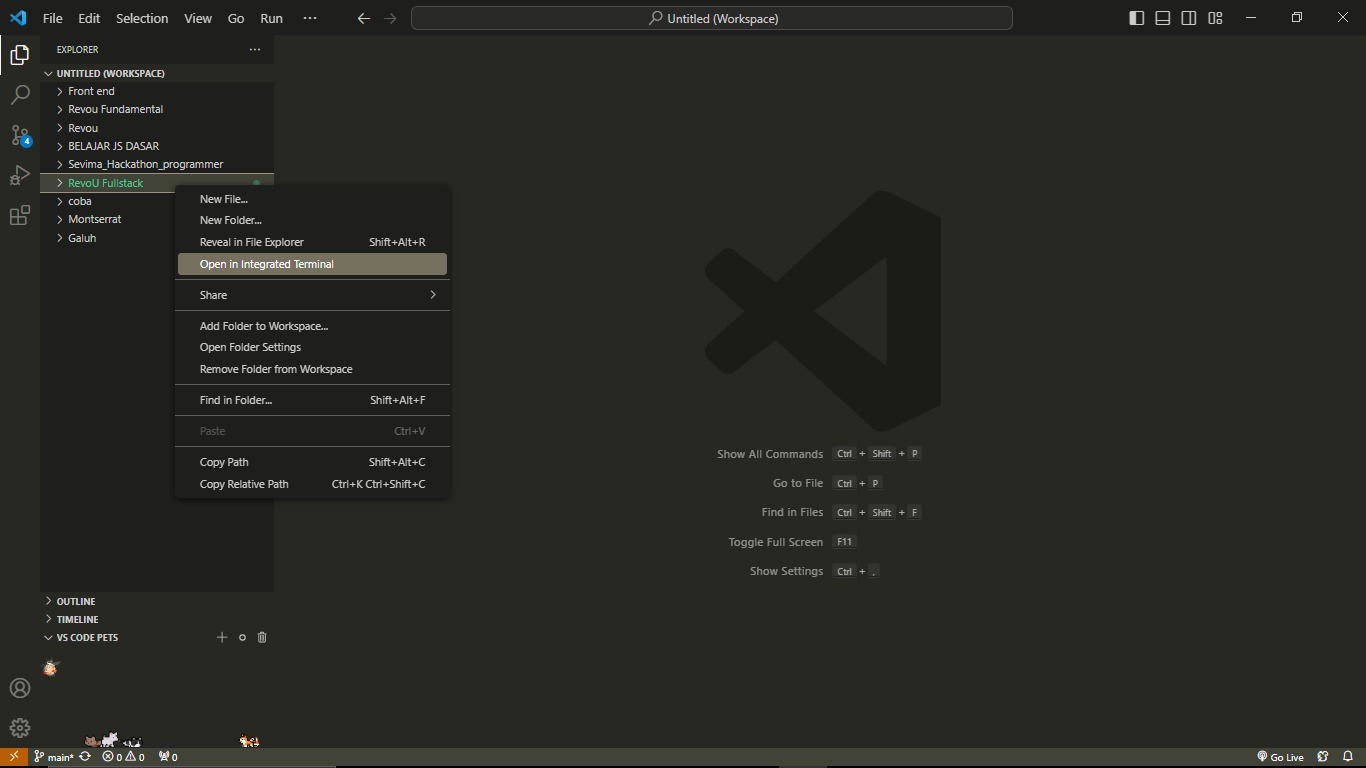 File Edit Selection View Go Run ···
Untitled (Workspace)
EXPLORER
UNTITLED (WORKSPACE)
Front end
Revou Fundamental
Revou
BELAJAR JS DASAR
Sevima_Hackathon_programmer
RevoU Fullstack
coba
Montserrat
Galuh
4
New File...
New Folder...
Reveal in File Explorer Shift+Alt+R
Open in Integrated Terminal
Share
Add Folder to Workspace...
Open Folder Settings
Remove Folder from Workspace
Find in Folder... Shift+Alt+F
Paste Ctrl+V
Copy Path Shift+Alt+C
Copy Relative Path Ctrl+K Ctrl+Shift+C
Show All Commands Ctrl + Shift + P
Go to File Ctrl + P
Find in Files Ctrl + Shift + F
Toggle Full Screen F11
Show Settings Ctrl + .
OUTLINE
TIMELINE
VS CODE PETS
main* 0 0 0 Go Live